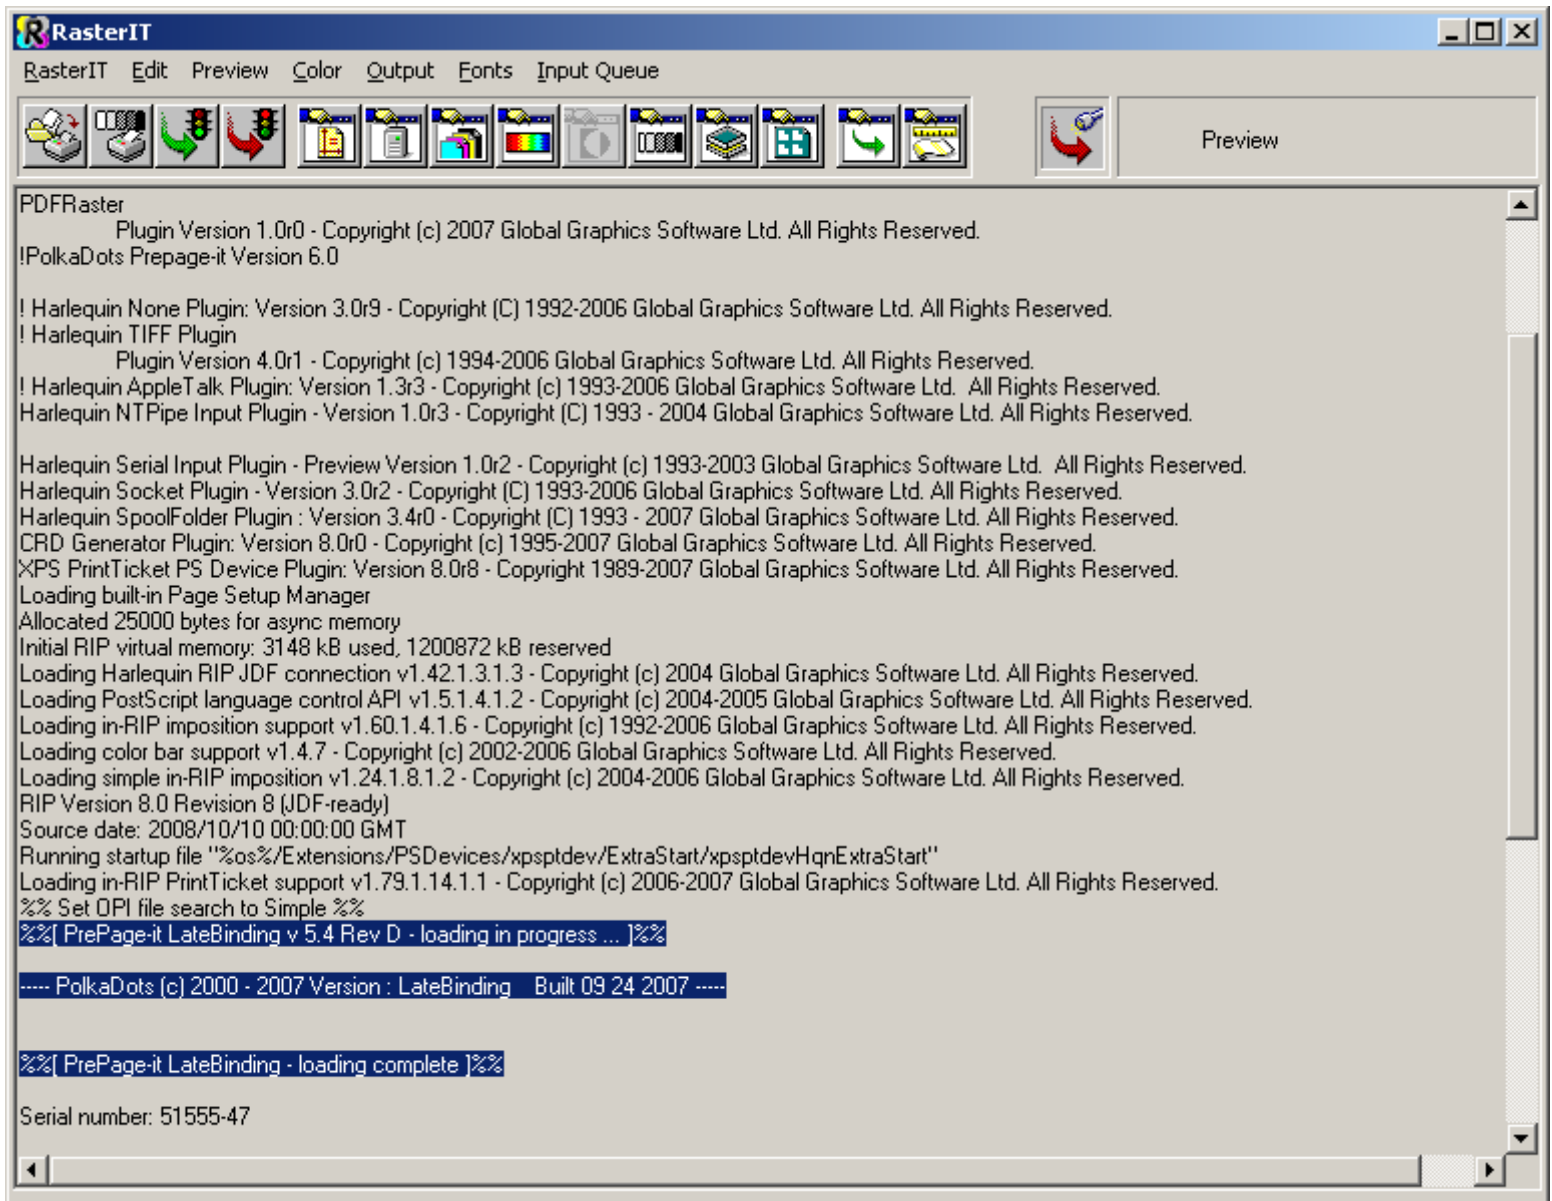 RasterIT
RasterIT Edit Preview Color Output Fonts Input Queue
Preview
PDFRaster
Plugin Version 1.0r0 - Copyright (c) 2007 Global Graphics Software Ltd. All Rights Reserved.
!PolkaDots Prepage-it Version 6.0
! Harlequin None Plugin: Version 3.0r9 - Copyright (C) 1992-2006 Global Graphics Software Ltd. All Rights Reserved.
! Harlequin TIFF Plugin
Plugin Version 4.0r1 - Copyright (c) 1994-2006 Global Graphics Software Ltd. All Rights Reserved.
! Harlequin AppleTalk Plugin: Version 1.3r3 - Copyright (c) 1993-2006 Global Graphics Software Ltd.  All Rights Reserved.
Harlequin NTPipe Input Plugin - Version 1.0r3 - Copyright (C) 1993 - 2004 Global Graphics Software Ltd. All Rights Reserved.
Harlequin Serial Input Plugin - Preview Version 1.0r2 - Copyright (c) 1993-2003 Global Graphics Software Ltd.  All Rights Reserved.
Harlequin Socket Plugin - Version 3.0r2 - Copyright (C) 1993-2006 Global Graphics Software Ltd. All Rights Reserved.
Harlequin SpoolFolder Plugin : Version 3.4r0 - Copyright (C) 1993 - 2007 Global Graphics Software Ltd. All Rights Reserved.
CRD Generator Plugin: Version 8.0r0 - Copyright (c) 1995-2007 Global Graphics Software Ltd. All Rights Reserved.
XPS PrintTicket PS Device Plugin: Version 8.0r8 - Copyright 1989-2007 Global Graphics Software Ltd. All Rights Reserved.
Loading built-in Page Setup Manager
Allocated 25000 bytes for async memory
Initial RIP virtual memory: 3148 kB used, 1200872 kB reserved
Loading Harlequin RIP JDF connection v1.42.1.3.1.3 - Copyright (c) 2004 Global Graphics Software Ltd. All Rights Reserved.
Loading PostScript language control API v1.5.1.4.1.2 - Copyright (c) 2004-2005 Global Graphics Software Ltd. All Rights Reserved.
Loading in-RIP imposition support v1.60.1.4.1.6 - Copyright (c) 1992-2006 Global Graphics Software Ltd. All Rights Reserved.
Loading color bar support v1.4.7 - Copyright (c) 2002-2006 Global Graphics Software Ltd. All Rights Reserved.
Loading simple in-RIP imposition v1.24.1.8.1.2 - Copyright (c) 2004-2006 Global Graphics Software Ltd. All Rights Reserved.
RIP Version 8.0 Revision 8 (JDF-ready)
Source date: 2008/10/10 00:00:00 GMT
Running startup file "%os%/Extensions/PSDevices/xpsptdev/ExtraStart/xpsptdevHqnExtraStart"
Loading in-RIP PrintTicket support v1.79.1.14.1.1 - Copyright (c) 2006-2007 Global Graphics Software Ltd. All Rights Reserved.
%% Set OPI file search to Simple %%
%%[ PrePage-it LateBinding v 5.4 Rev D - loading in progress ... ]%%
----- PolkaDots (c) 2000 - 2007 Version : LateBinding    Built 09 24 2007 -----
%%[ PrePage-it LateBinding - loading complete ]%%
Serial number: 51555-47